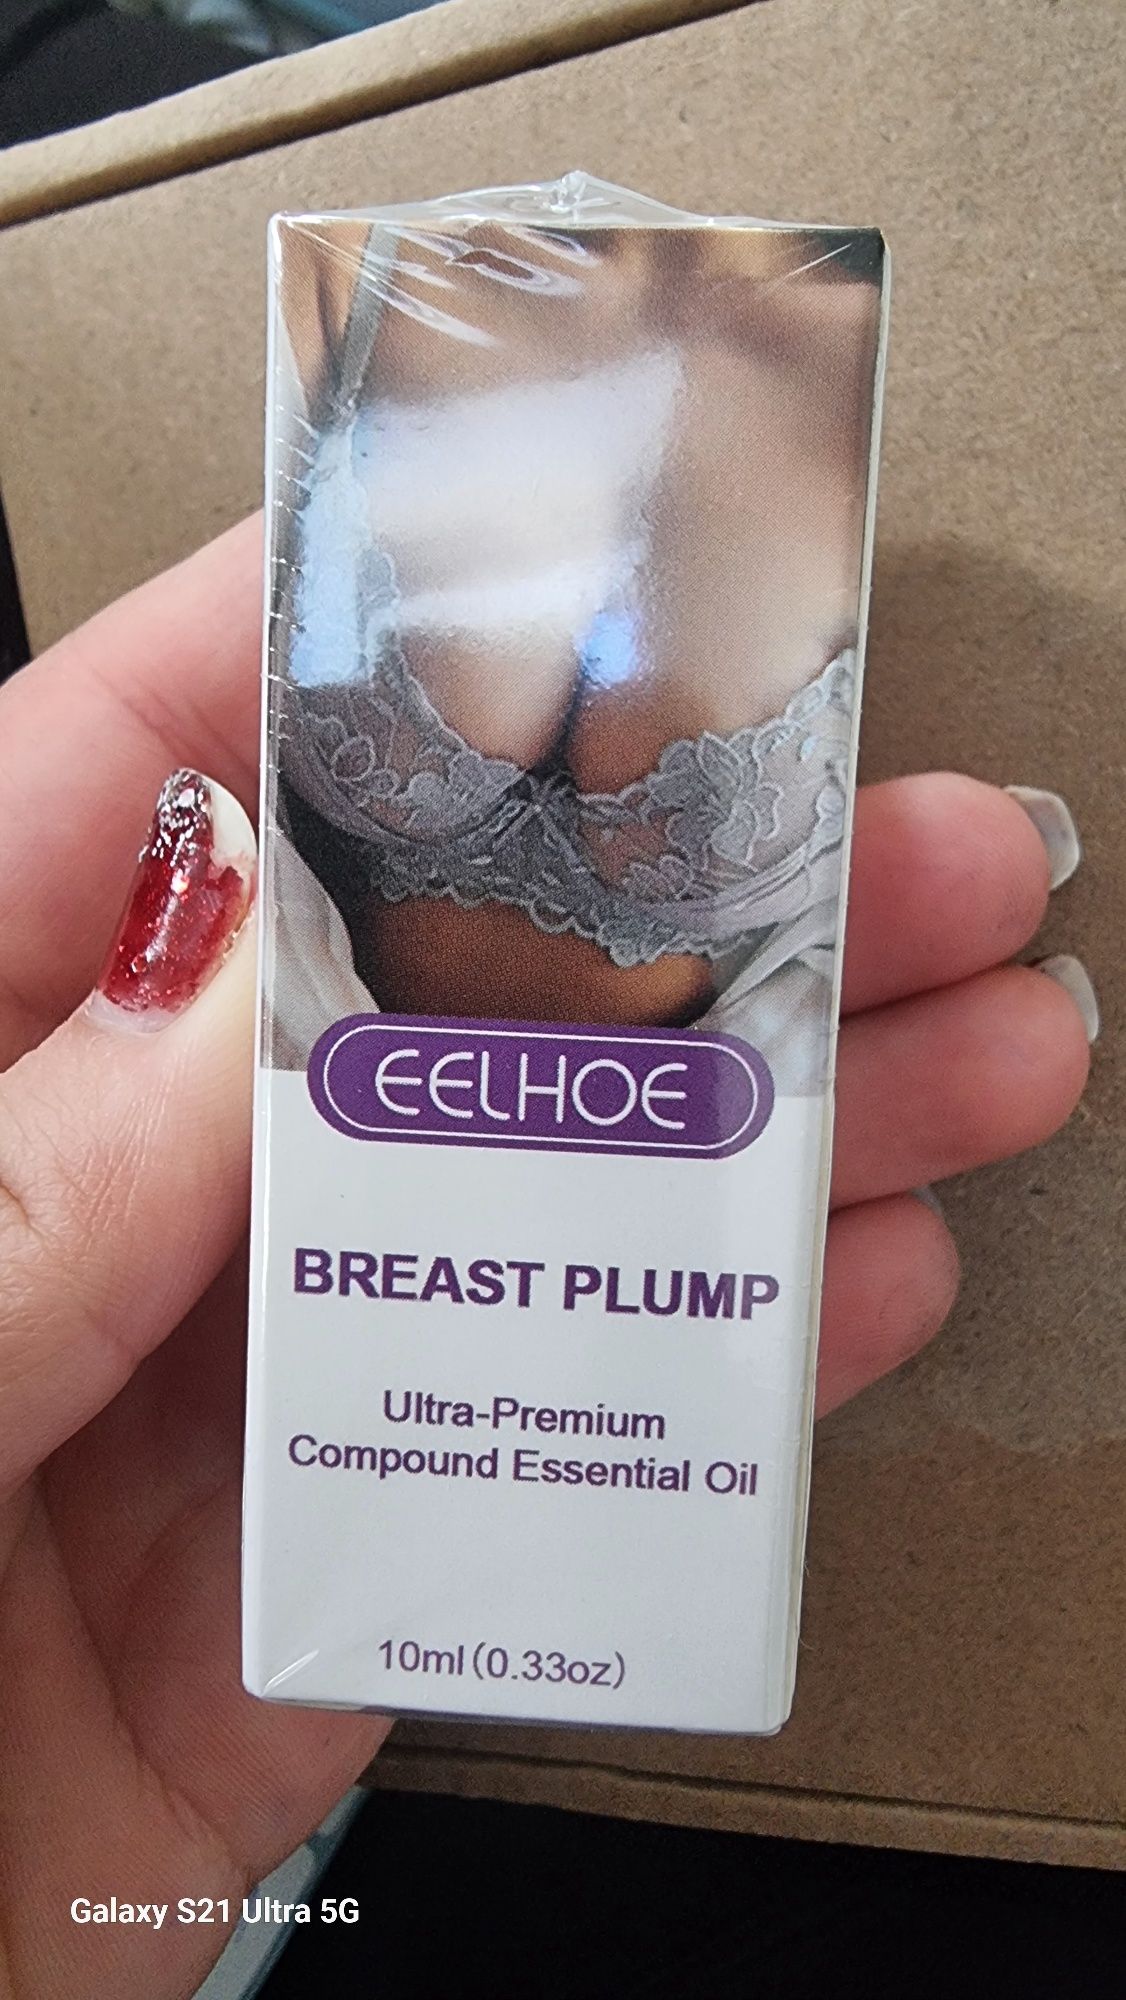 EELHOE
BREAST PLUMP
Ultra-Premium
Compound Essential Oil
10ml (0.33oz)
Galaxy S21 Ultra 5G